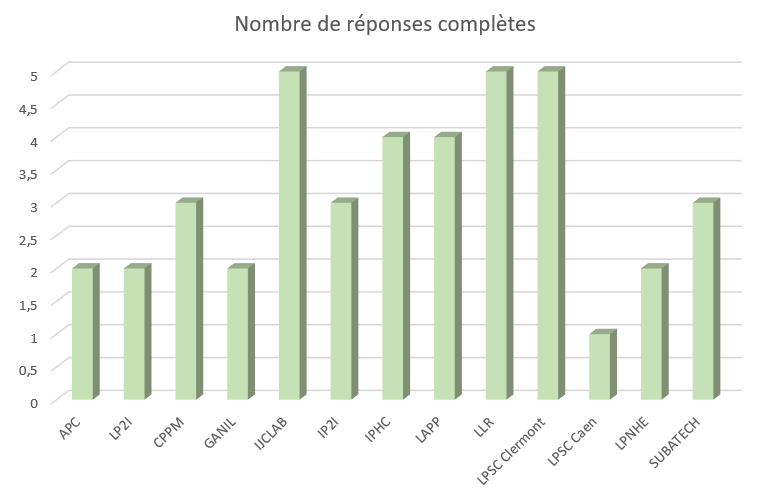 Nombre de réponses complètes
5
4,5
4
3,5
3
2,5
2
1,5
1
0,5
0
APC
LP2I
CPPM
GANIL
IJCLAB
IP2I
IPHC
LAPP
LLR
LPSC Clermont
LPSC Caen
LPNHE
SUBATECH